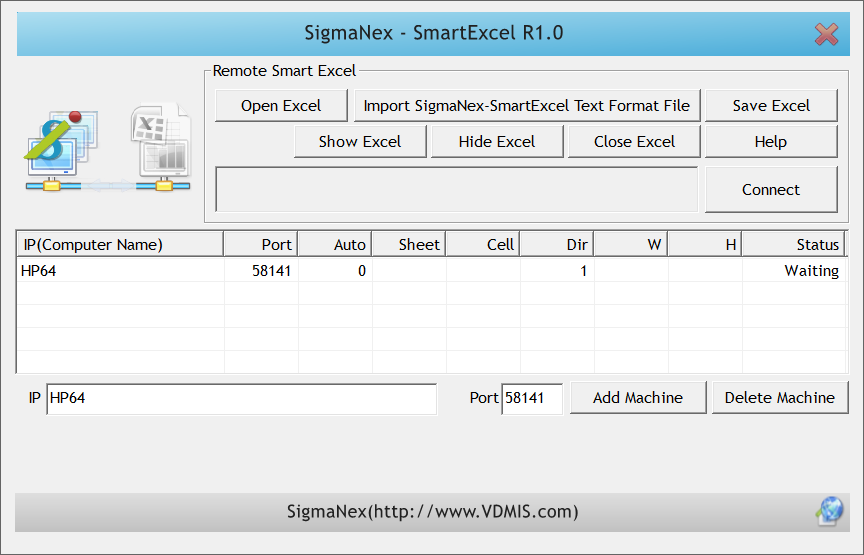 SigmaNex - SmartExcel R1.0
Remote Smart Excel
Open Excel Import SigmaNex-SmartExcel Text Format File Save Excel
Show Excel Hide Excel Close Excel Help
Connect
IP(Computer Name) Port Auto Sheet Cell Dir W H Status
HP64 58141 0 1 Waiting
IP HP64 Port 58141 Add Machine Delete Machine
SigmaNex(http://www.VDMIS.com)